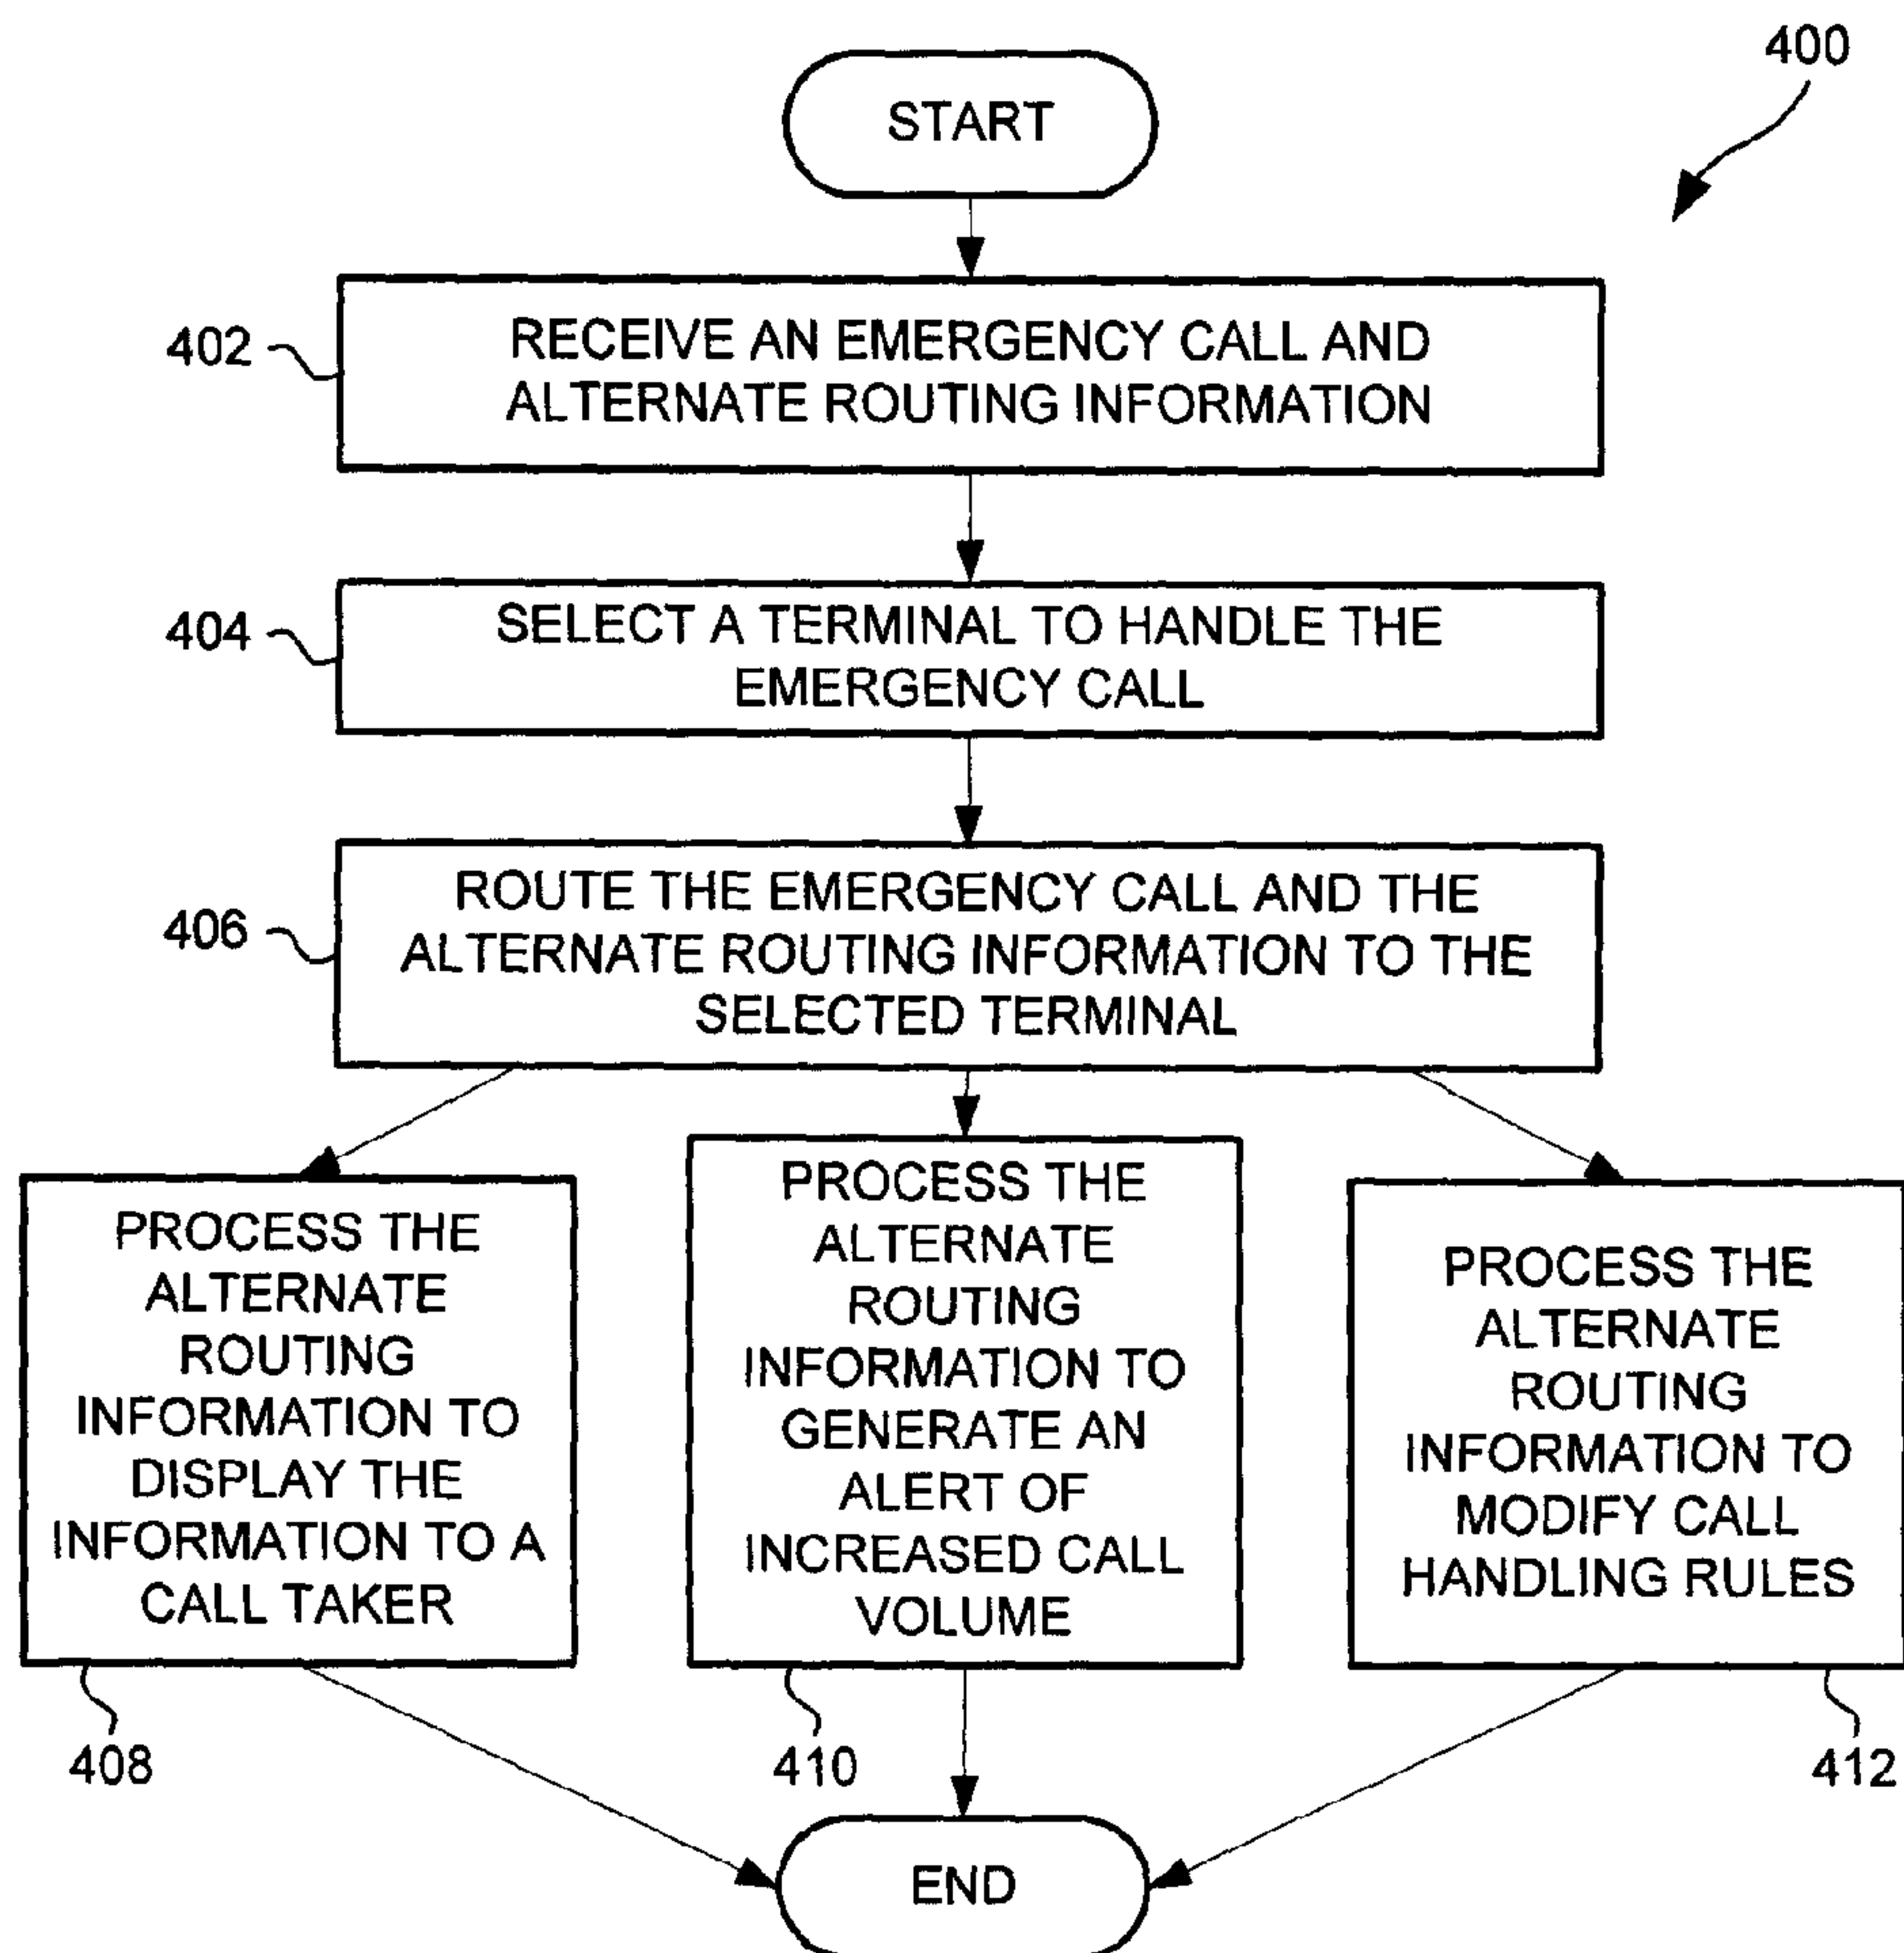 400
START
402
RECEIVE AN EMERGENCY CALL AND
ALTERNATE ROUTING INFORMATION
404
SELECT A TERMINAL TO HANDLE THE
EMERGENCY CALL
406
ROUTE THE EMERGENCY CALL AND THE
ALTERNATE ROUTING INFORMATION TO THE
SELECTED TERMINAL
PROCESS THE
ALTERNATE
ROUTING
INFORMATION TO
DISPLAY THE
INFORMATION TO A
CALL TAKER
408
PROCESS THE
ALTERNATE
ROUTING
INFORMATION TO
GENERATE AN
ALERT OF
INCREASED CALL
VOLUME
410
PROCESS THE
ALTERNATE
ROUTING
INFORMATION TO
MODIFY CALL
HANDLING RULES
412
END